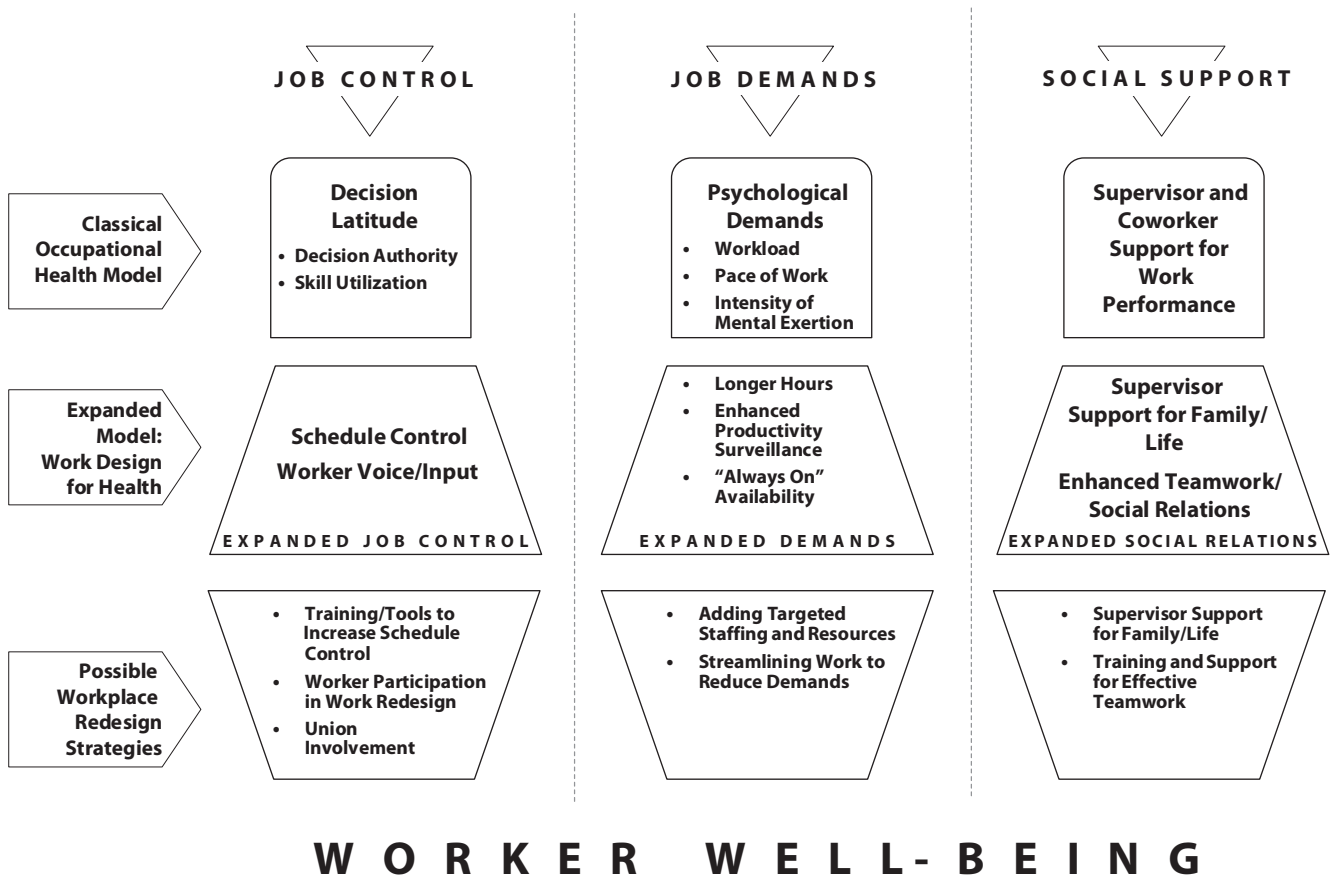 JOB CONTROL
JOB DEMANDS
SOCIAL SUPPORT
Classical
Occupational
Health Model
Decision
Latitude
• Decision Authority
• Skill Utilization
Psychological
Demands
• Workload
• Pace of Work
• Intensity of
Mental Exertion
Supervisor and
Coworker
Support for
Work
Performance
Expanded
Model:
Work Design
for Health
Schedule Control
Worker Voice/Input
EXPANDED JOB CONTROL
• Longer Hours
• Enhanced
Productivity
Surveillance
• “Always On”
Availability
EXPANDED DEMANDS
Supervisor
Support for Family/
Life
Enhanced Teamwork/
Social Relations
EXPANDED SOCIAL RELATIONS
Possible
Workplace
Redesign
Strategies
• Training/Tools to
Increase Schedule
Control
• Worker Participation
in Work Redesign
• Union
Involvement
• Adding Targeted
Staffing and Resources
• Streamlining Work to
Reduce Demands
• Supervisor Support
for Family/Life
• Training and Support
for Effective
Teamwork
WORKER WELL-BEING